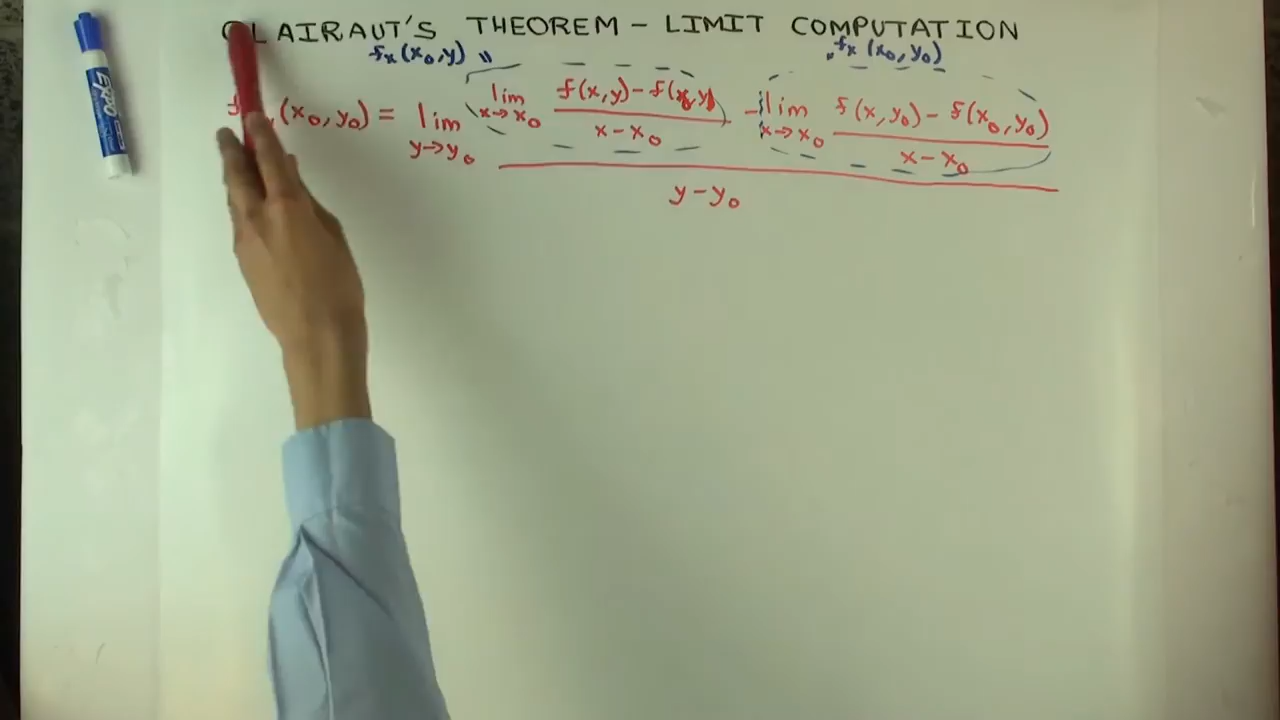 CLAIRAUT'S THEOREM - LIMIT COMPUTATION
fx(x0,y) fx(x0,y0)
(x0,y0) = lim y→y0 lim x→x0 f(x,y) - f(x0,y) / x - x0 - lim x→x0 f(x,y0) - f(x0,y0) / x - x0
y - y0
EXPO